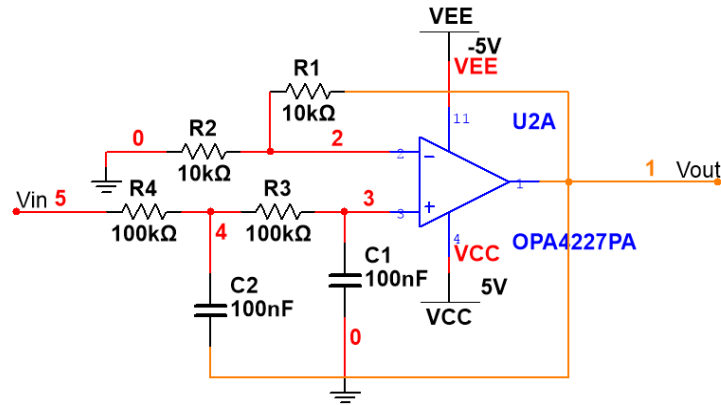 VEE
-5V
VEE
R1
10kΩ
11
U2A
0
R2
10kΩ
2
2
Vin
5
R4
100kΩ
4
R3
100kΩ
3
3
1
1
Vout
4
VCC
OPA4227PA
C1
100nF
C2
100nF
5V
VCC
0